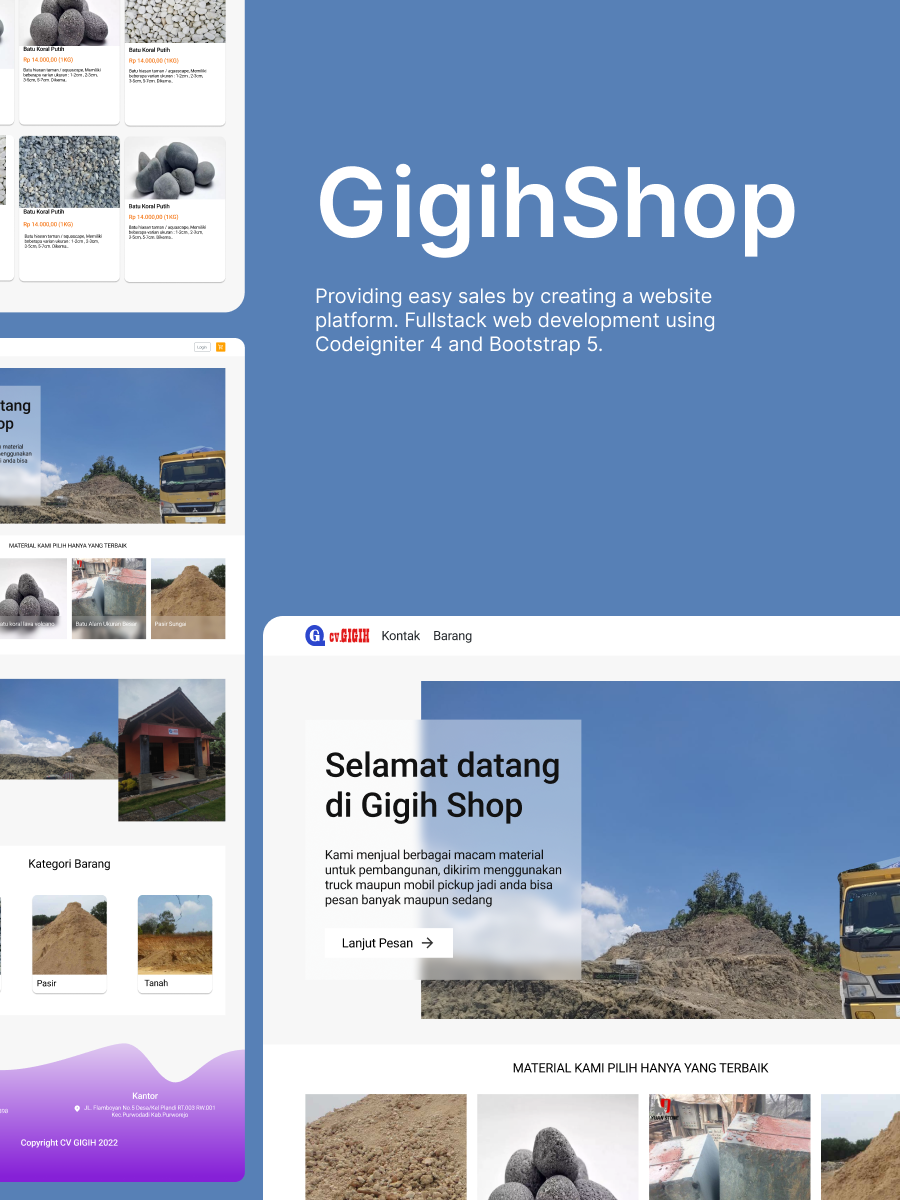 Batu Koral Putih
Rp 14.000,00 (1KG)
Batu hiasan taman / aquascape, Memiliki
beberapa varian ukuran : 1-2cm , 2-3cm,
3-5cm, 5-7cm. Dikema..
Batu Koral Putih
Rp 14.000,00 (1KG)
Batu hiasan taman / aquascape, Memiliki
beberapa varian ukuran : 1-2cm , 2-3cm,
3-5cm, 5-7cm. Dikema..
Batu Koral Putih
Rp 14.000,00 (1KG)
Batu hiasan taman / aquascape, Memiliki
beberapa varian ukuran : 1-2cm , 2-3cm,
3-5cm, 5-7cm. Dikema..
Batu Koral Putih
Rp 14.000,00 (1KG)
Batu hiasan taman / aquascape, Memiliki
beberapa varian ukuran : 1-2cm , 2-3cm,
3-5cm, 5-7cm. Dikema..
GigihShop
Providing easy sales by creating a website
platform. Fullstack web development using
Codeigniter 4 and Bootstrap 5.
Login
tang
op
material
nenggunakan
i anda bisa
MATERIAL KAMI PILIH HANYA YANG TERBAIK
atu koral lava volcano
Batu Alam Ukuran Besar
Pasir Sungai
Kategori Barang
Pasir
Tanah
Kantor
JL. Flamboyan No.5 Desa/Kel Plandi RT.003 RW.001
Kec Purwodadi Kab.Purworejo
Copyright CV GIGIH 2022
G CV.GIGIH Kontak Barang
Selamat datang
di Gigih Shop
Kami menjual berbagai macam material
untuk pembangunan, dikirim menggunakan
truck maupun mobil pickup jadi anda bisa
pesan banyak maupun sedang
Lanjut Pesan
MATERIAL KAMI PILIH HANYA YANG TERBAIK
YUAN STONE